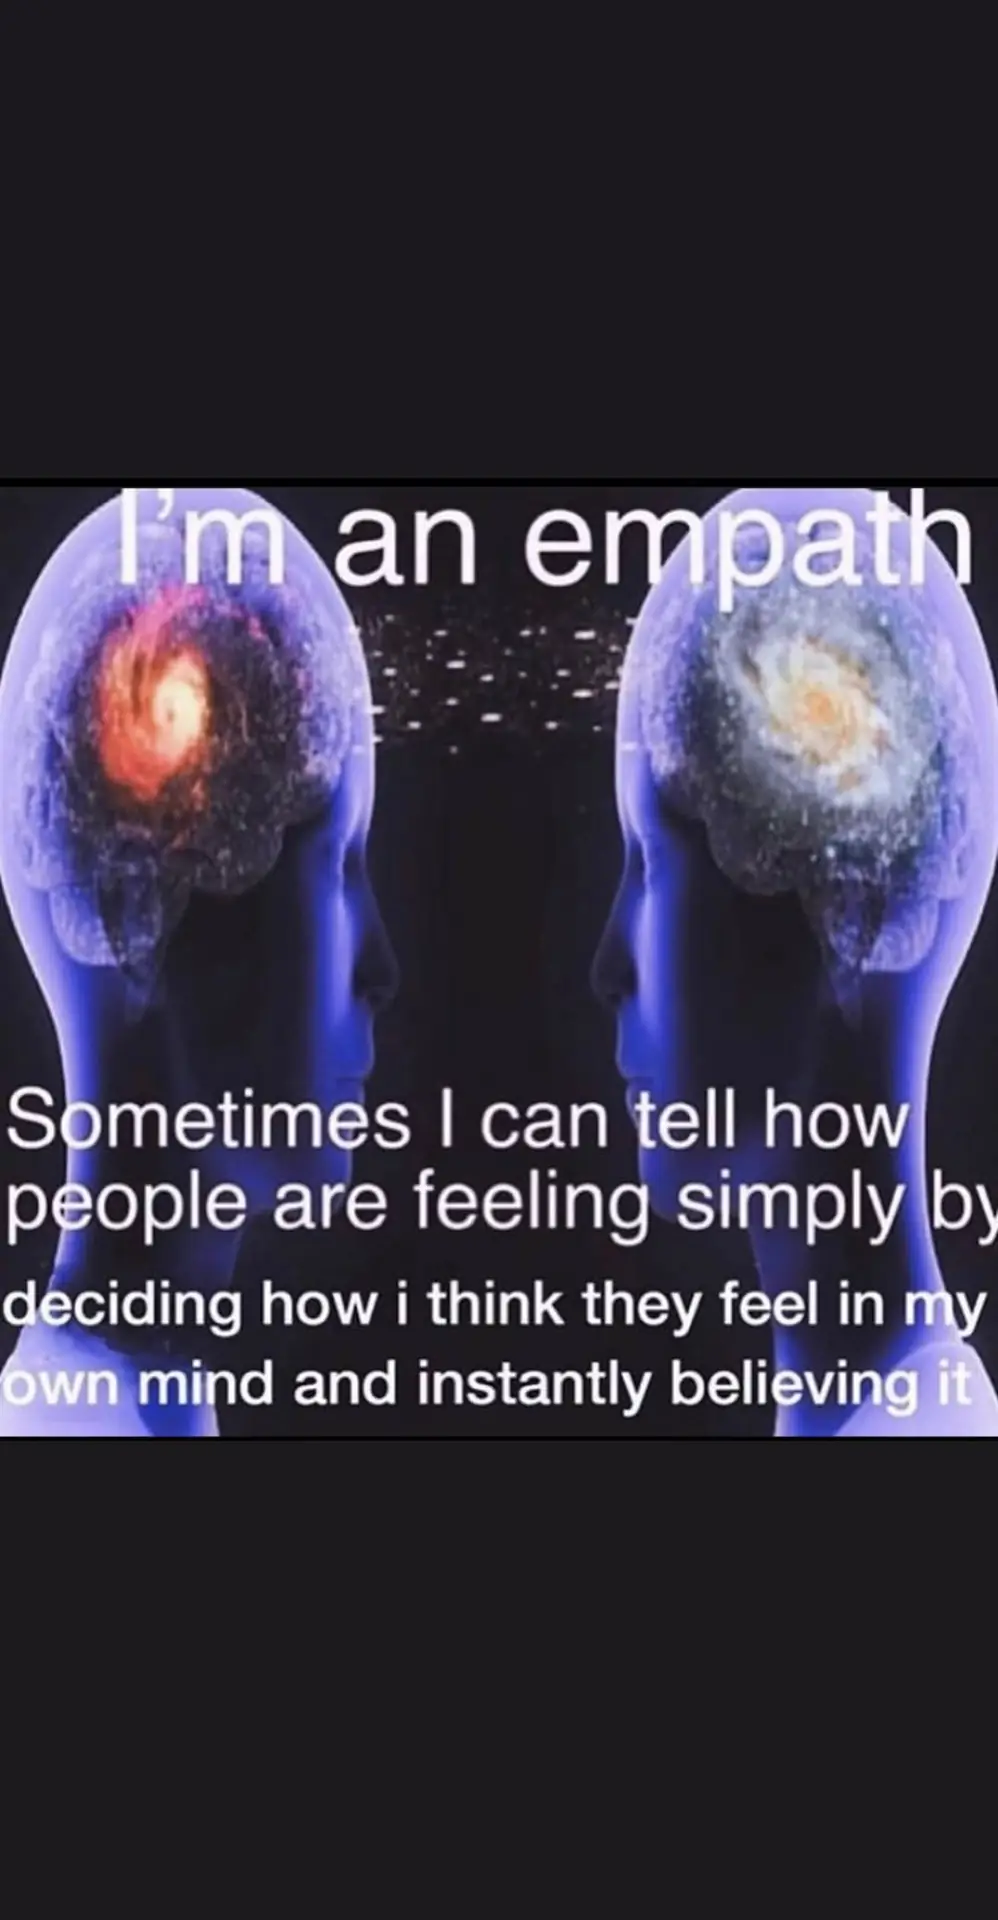 I'm an empath
Sometimes I can tell how
people are feeling simply by
deciding how i think they feel in my
own mind and instantly believing it